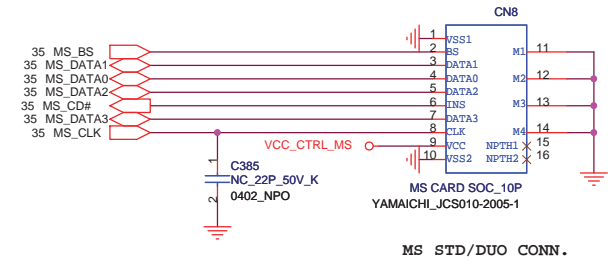 CN8
35 MS_BS
35 MS_DATA1
35 MS_DATA0
35 MS_DATA2
35 MS_CD#
35 MS_DATA3
35 MS_CLK
VCC_CTRL_MS
1 VSS1
2 BS
3 DATA1
4 DATA0
5 DATA2
6 INS
7 DATA3
8 CLK
9 VCC
10 VSS2
M1 11
M2 12
M3 13
M4 14
NPTH1 15
NPTH2 16
1
C385
NC_22P_50V_K
0402_NPO
2
MS CARD SOC_10P
YAMAICHI_JCS010-2005-1
MS STD/DUO CONN.